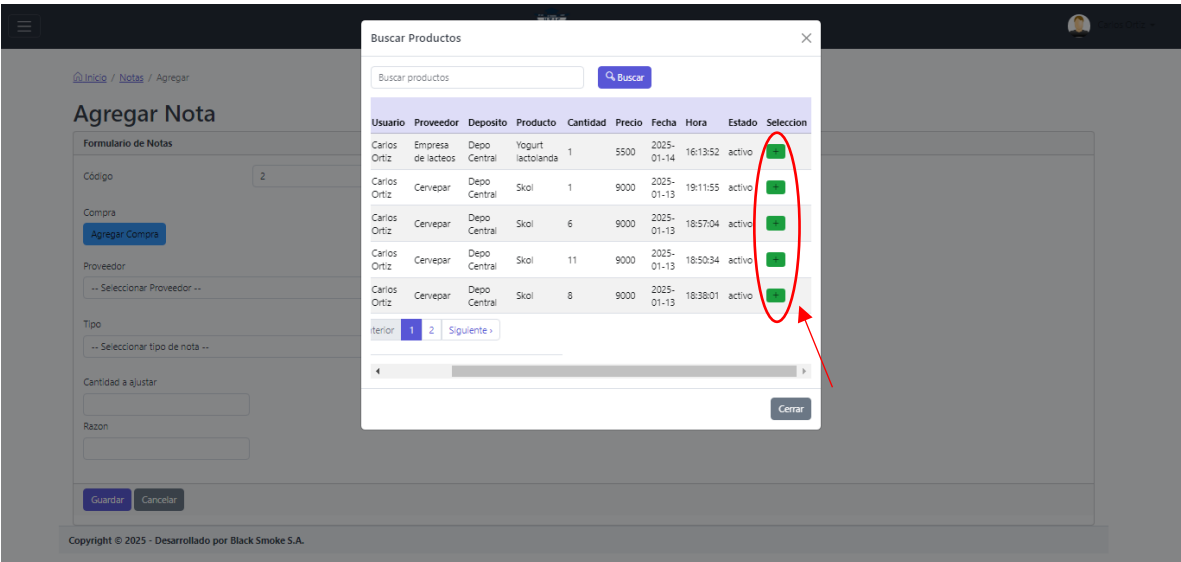 Carlos Ortiz
Inicio / Notas / Agregar
Agregar Nota
Formulario de Notas
Código
2
Compra
Agregar Compra
Proveedor
-- Seleccionar Proveedor --
Tipo
-- Seleccionar tipo de nota --
Cantidad a ajustar
Razon
Guardar Cancelar
Copyright © 2025 - Desarrollado por Black Smoke S.A.
Buscar Productos
Buscar productos
Buscar
Usuario Proveedor Deposito Producto Cantidad Precio Fecha Hora Estado Seleccion
Carlos Empresa Depo Yogurt 2025-
Ortiz de lacteos Central lactolanda 1 5500 01-14 16:13:52 activo +
Carlos Depo 2025-
Ortiz Cervepar Central Skol 1 9000 01-13 19:11:55 activo +
Carlos Depo 2025-
Ortiz Cervepar Central Skol 6 9000 01-13 18:57:04 activo +
Carlos Depo 2025-
Ortiz Cervepar Central Skol 11 9000 01-13 18:50:34 activo +
Carlos Depo 2025-
Ortiz Cervepar Central Skol 8 9000 01-13 18:38:01 activo +
terior 1 2 Siguiente ›
Cerrar